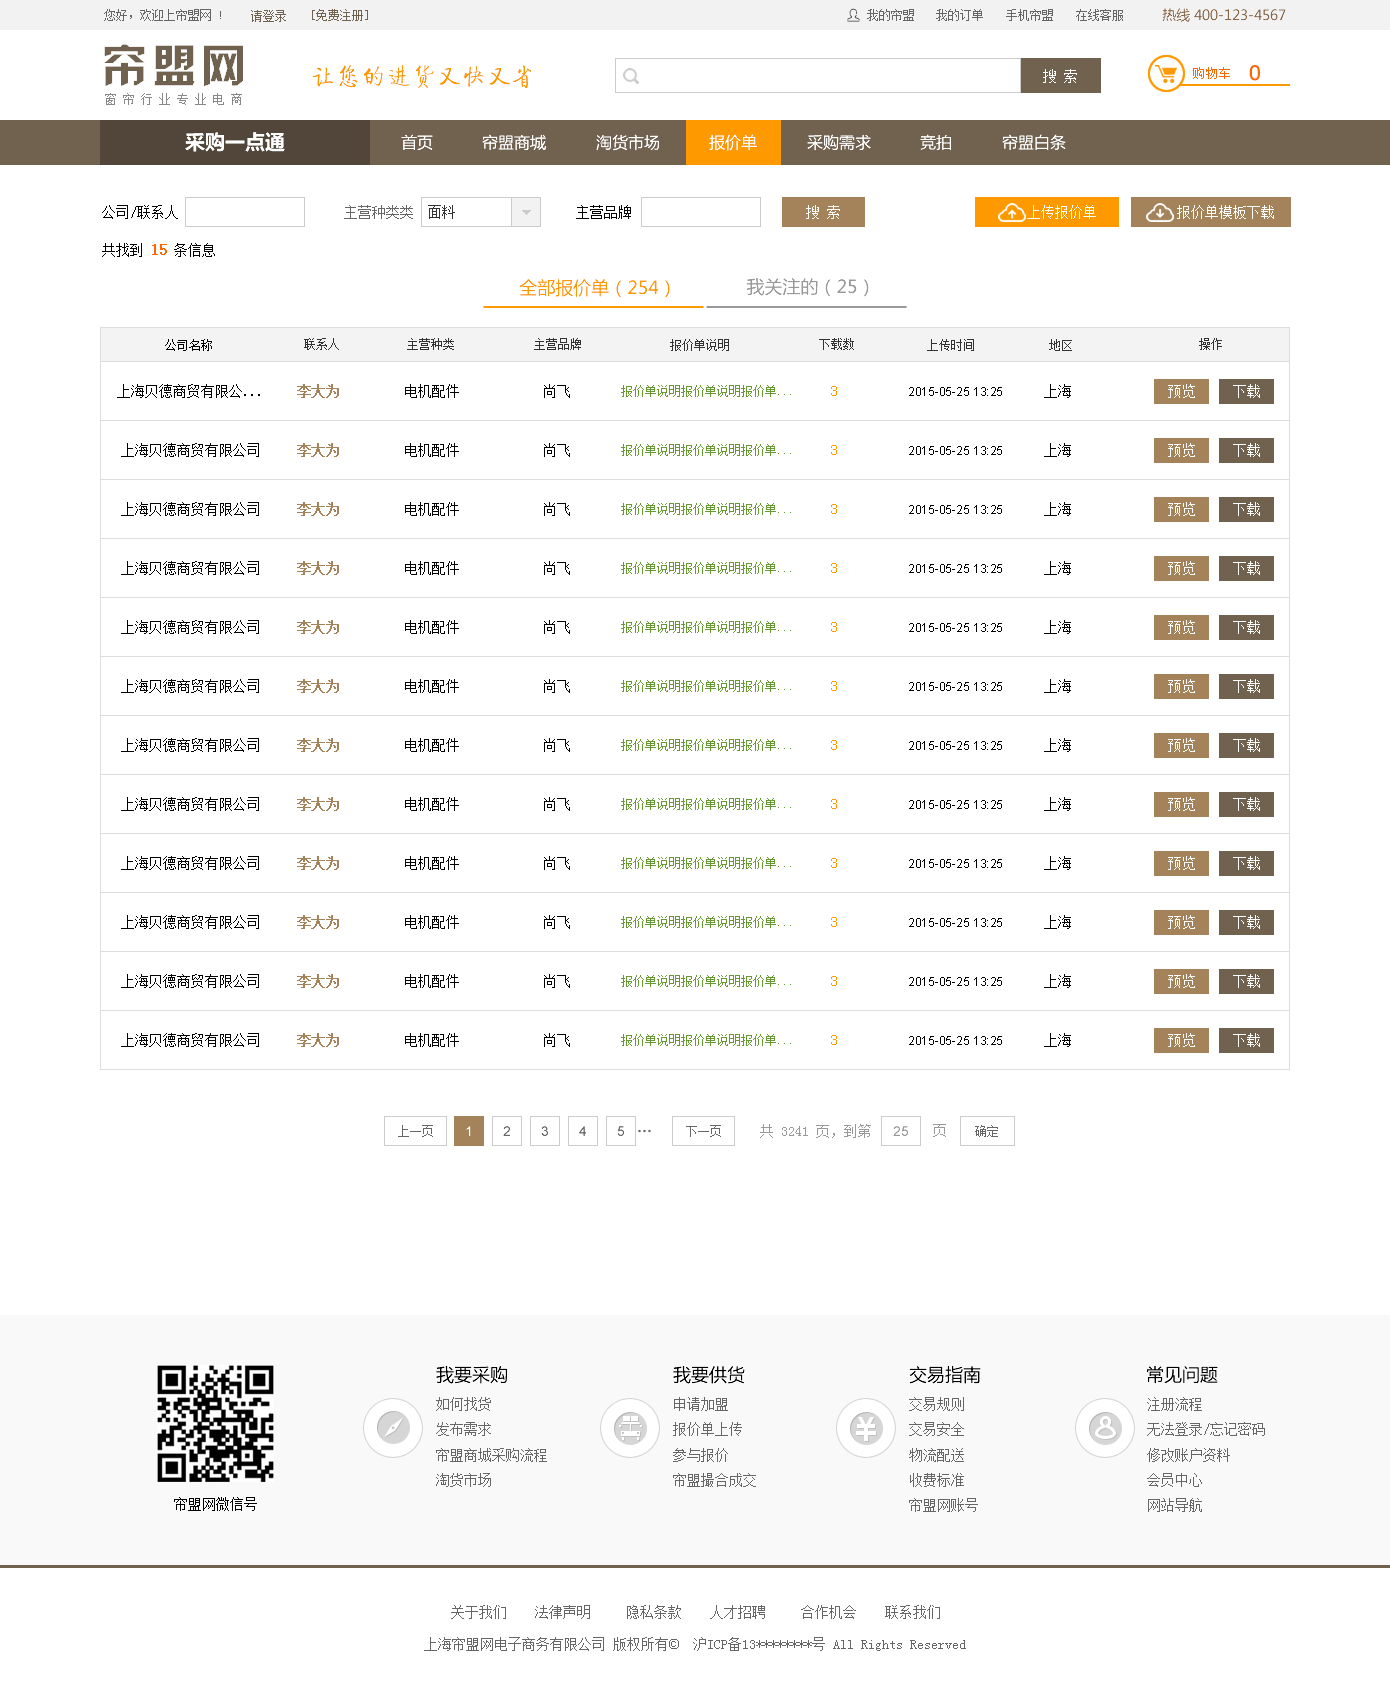 您好，欢迎上帘盟网 ！ 请登录 [免费注册] 我的帘盟 我的订单 手机帘盟 在线客服 热线 400-123-4567
帘盟网
窗帘行业专业电商
让您的进货又快又省
搜 索
购物车 0
采购一点通 首页 帘盟商城 淘货市场 报价单 采购需求 竞拍 帘盟白条
公司/联系人 主营种类类 面料 主营品牌 搜 索 上传报价单 报价单模板下载
共找到 15 条信息
全部报价单（254） 我关注的（25）
公司名称 联系人 主营种类 主营品牌 报价单说明 下载数 上传时间 地区 操作
上海贝德商贸有限公... 李大为 电机配件 尚飞 报价单说明报价单说明报价单... 3 2015-05-25 13:25 上海 预览 下载
上海贝德商贸有限公司 李大为 电机配件 尚飞 报价单说明报价单说明报价单... 3 2015-05-25 13:25 上海 预览 下载
上海贝德商贸有限公司 李大为 电机配件 尚飞 报价单说明报价单说明报价单... 3 2015-05-25 13:25 上海 预览 下载
上海贝德商贸有限公司 李大为 电机配件 尚飞 报价单说明报价单说明报价单... 3 2015-05-25 13:25 上海 预览 下载
上海贝德商贸有限公司 李大为 电机配件 尚飞 报价单说明报价单说明报价单... 3 2015-05-25 13:25 上海 预览 下载
上海贝德商贸有限公司 李大为 电机配件 尚飞 报价单说明报价单说明报价单... 3 2015-05-25 13:25 上海 预览 下载
上海贝德商贸有限公司 李大为 电机配件 尚飞 报价单说明报价单说明报价单... 3 2015-05-25 13:25 上海 预览 下载
上海贝德商贸有限公司 李大为 电机配件 尚飞 报价单说明报价单说明报价单... 3 2015-05-25 13:25 上海 预览 下载
上海贝德商贸有限公司 李大为 电机配件 尚飞 报价单说明报价单说明报价单... 3 2015-05-25 13:25 上海 预览 下载
上海贝德商贸有限公司 李大为 电机配件 尚飞 报价单说明报价单说明报价单... 3 2015-05-25 13:25 上海 预览 下载
上海贝德商贸有限公司 李大为 电机配件 尚飞 报价单说明报价单说明报价单... 3 2015-05-25 13:25 上海 预览 下载
上海贝德商贸有限公司 李大为 电机配件 尚飞 报价单说明报价单说明报价单... 3 2015-05-25 13:25 上海 预览 下载
上一页 1 2 3 4 5 ··· 下一页 共 3241 页，到第 25 页 确定
帘盟网微信号
我要采购
如何找货
发布需求
帘盟商城采购流程
淘货市场
我要供货
申请加盟
报价单上传
参与报价
帘盟撮合成交
交易指南
交易规则
交易安全
物流配送
收费标准
帘盟网账号
常见问题
注册流程
无法登录/忘记密码
修改账户资料
会员中心
网站导航
关于我们 法律声明 隐私条款 人才招聘 合作机会 联系我们
上海帘盟网电子商务有限公司 版权所有© 沪ICP备13********号 All Rights Reserved